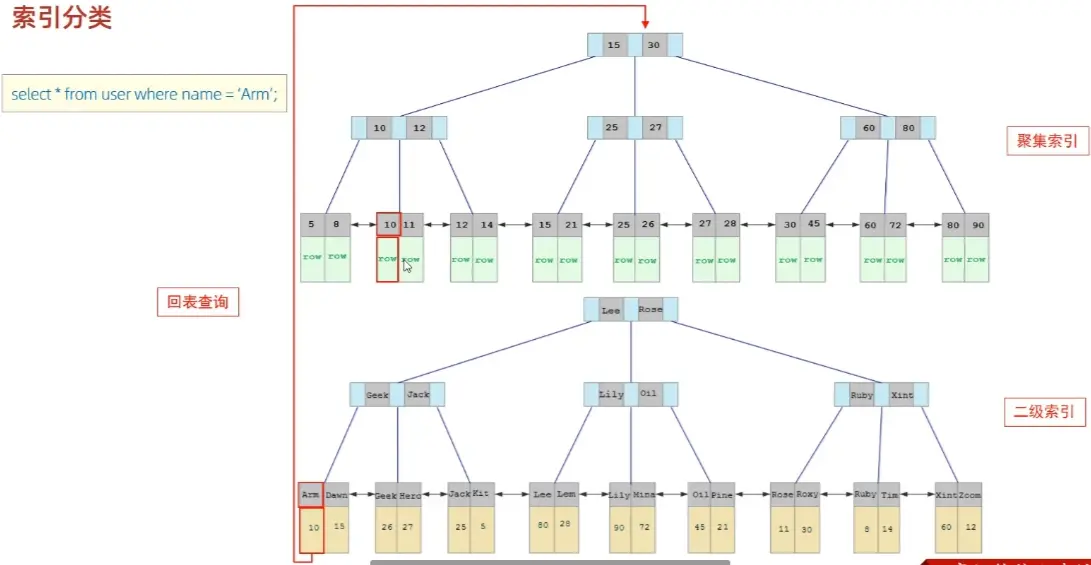 索引分类
select * from user where name = 'Arm';
15 30
10 12
25 27
60 80
聚集索引
5 8 10 11 12 14 15 21 25 26 27 28 30 45 60 72 80 90
row row row row row row row row row row row row row row row row row row
回表查询
Lee Rose
Geek Jack
Lily Oil
Ruby Xint
二级索引
Arm Dawn Geek Hero Jack Kit Lee Lem Lily Mina Oil Pine Rose Roxy Ruby Tim Xint Zoom
10 15 26 27 25 5 80 28 90 72 45 21 11 30 8 14 60 12